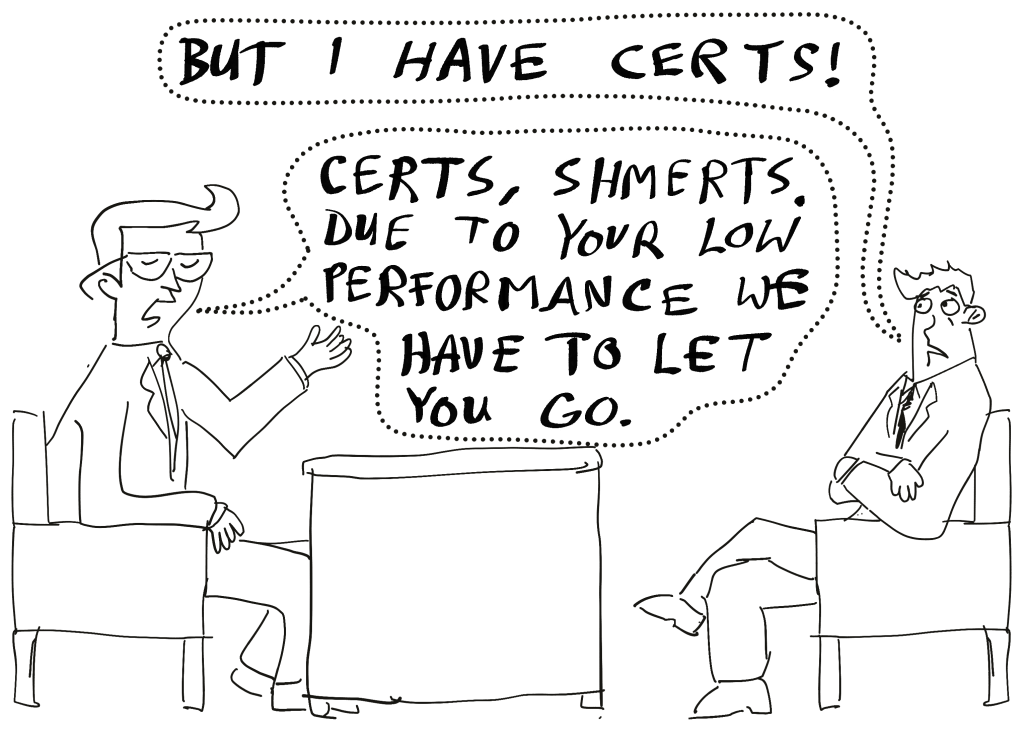 BUT I HAVE CERTS!
CERTS, SHMERTS.
DUE TO YOUR LOW
PERFORMANCE WE
HAVE TO LET
YOU GO.